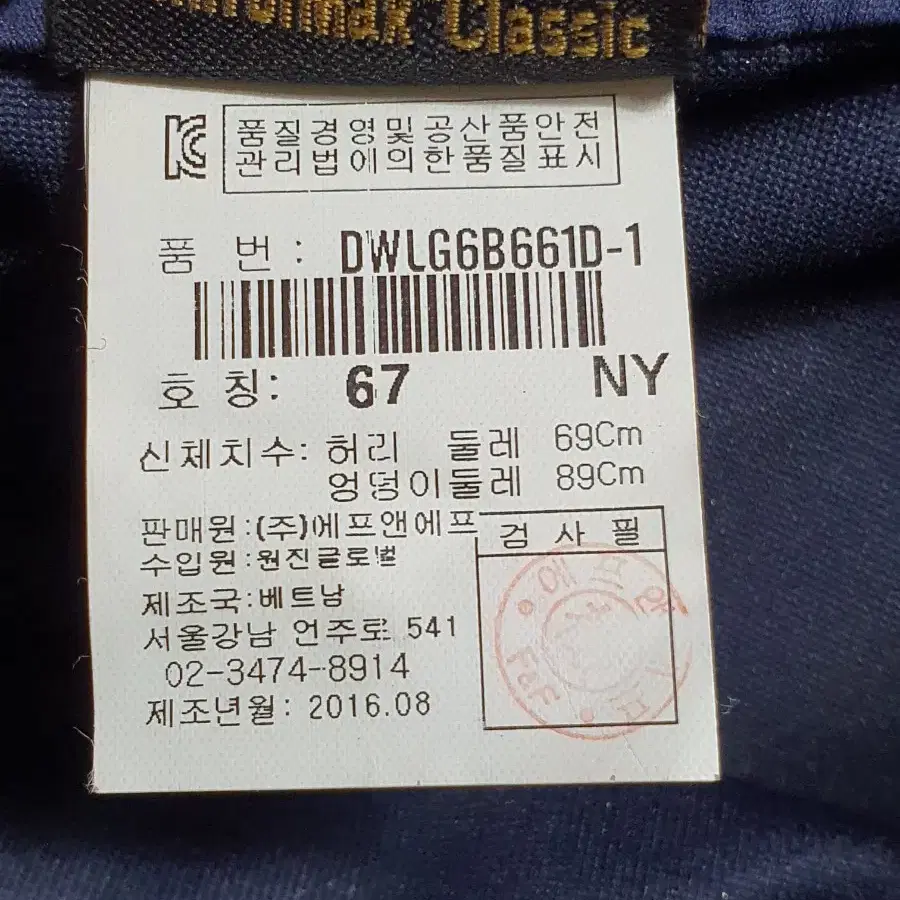 Classic
품질경영및공산품안전
관리법에의한품질표시
품 번 : DWLG6B661D-1
호 칭: 67 NY
신체치수: 허리 둘레 69Cm
엉덩이둘레 89Cm
판매원:(주)에프앤에프
수입원:원진글로벌
제조국:베트남
서울강남 언주로 541
02-3474-8914
제조년월: 2016.08
검 사 필
에프앤
F&F